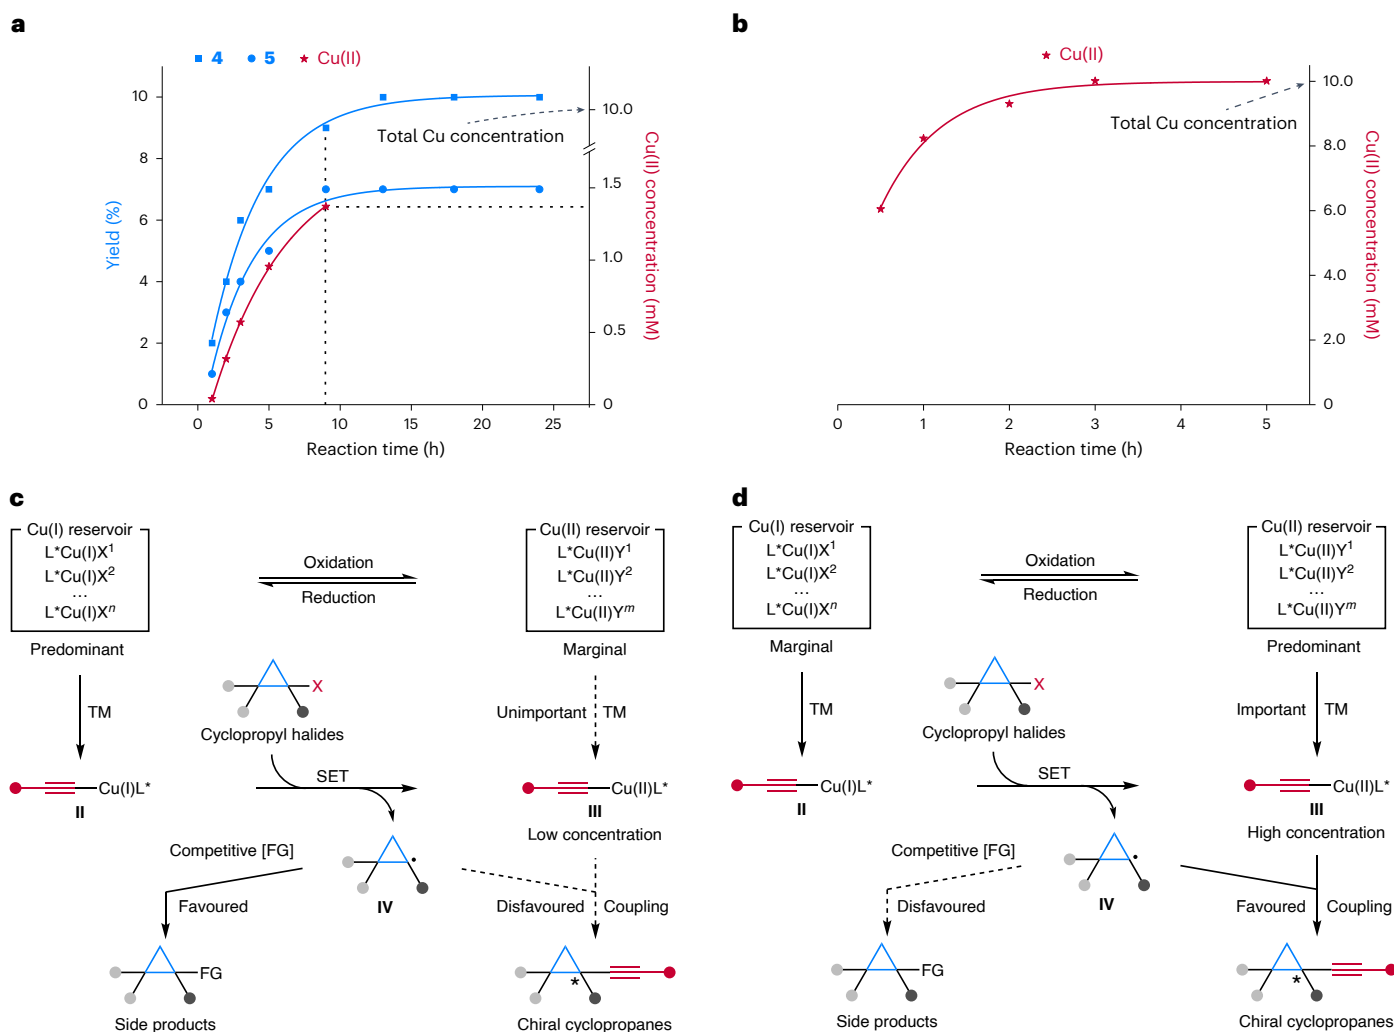 a
4 5 Cu(II)
10
8
6
4
2
0
Yield (%)
0 5 10 15 20 25
Reaction time (h)
10.0
1.5
1.0
0.5
0
Cu(II) concentration (mM)
Total Cu concentration
b
Cu(II)
Total Cu concentration
10.0
8.0
6.0
4.0
2.0
0
Cu(II) concentration (mM)
0 1 2 3 4 5
Reaction time (h)
c
Cu(I) reservoir
L*Cu(I)X¹
L*Cu(I)X²
...
L*Cu(I)Xⁿ
Predominant
Oxidation
Reduction
Cu(II) reservoir
L*Cu(II)Y¹
L*Cu(II)Y²
...
L*Cu(II)Yᵐ
Marginal
TM
X
Cyclopropyl halides
Unimportant TM
Cu(I)L*
II
SET
Cu(II)L*
III
Low concentration
Competitive [FG]
Favoured
IV
Disfavoured Coupling
FG
Side products
*
Chiral cyclopropanes
d
Cu(I) reservoir
L*Cu(I)X¹
L*Cu(I)X²
...
L*Cu(I)Xⁿ
Marginal
Oxidation
Reduction
Cu(II) reservoir
L*Cu(II)Y¹
L*Cu(II)Y²
...
L*Cu(II)Yᵐ
Predominant
TM
X
Cyclopropyl halides
Important TM
Cu(I)L*
II
SET
Cu(II)L*
III
High concentration
Competitive [FG]
Disfavoured
IV
Favoured Coupling
FG
Side products
*
Chiral cyclopropanes